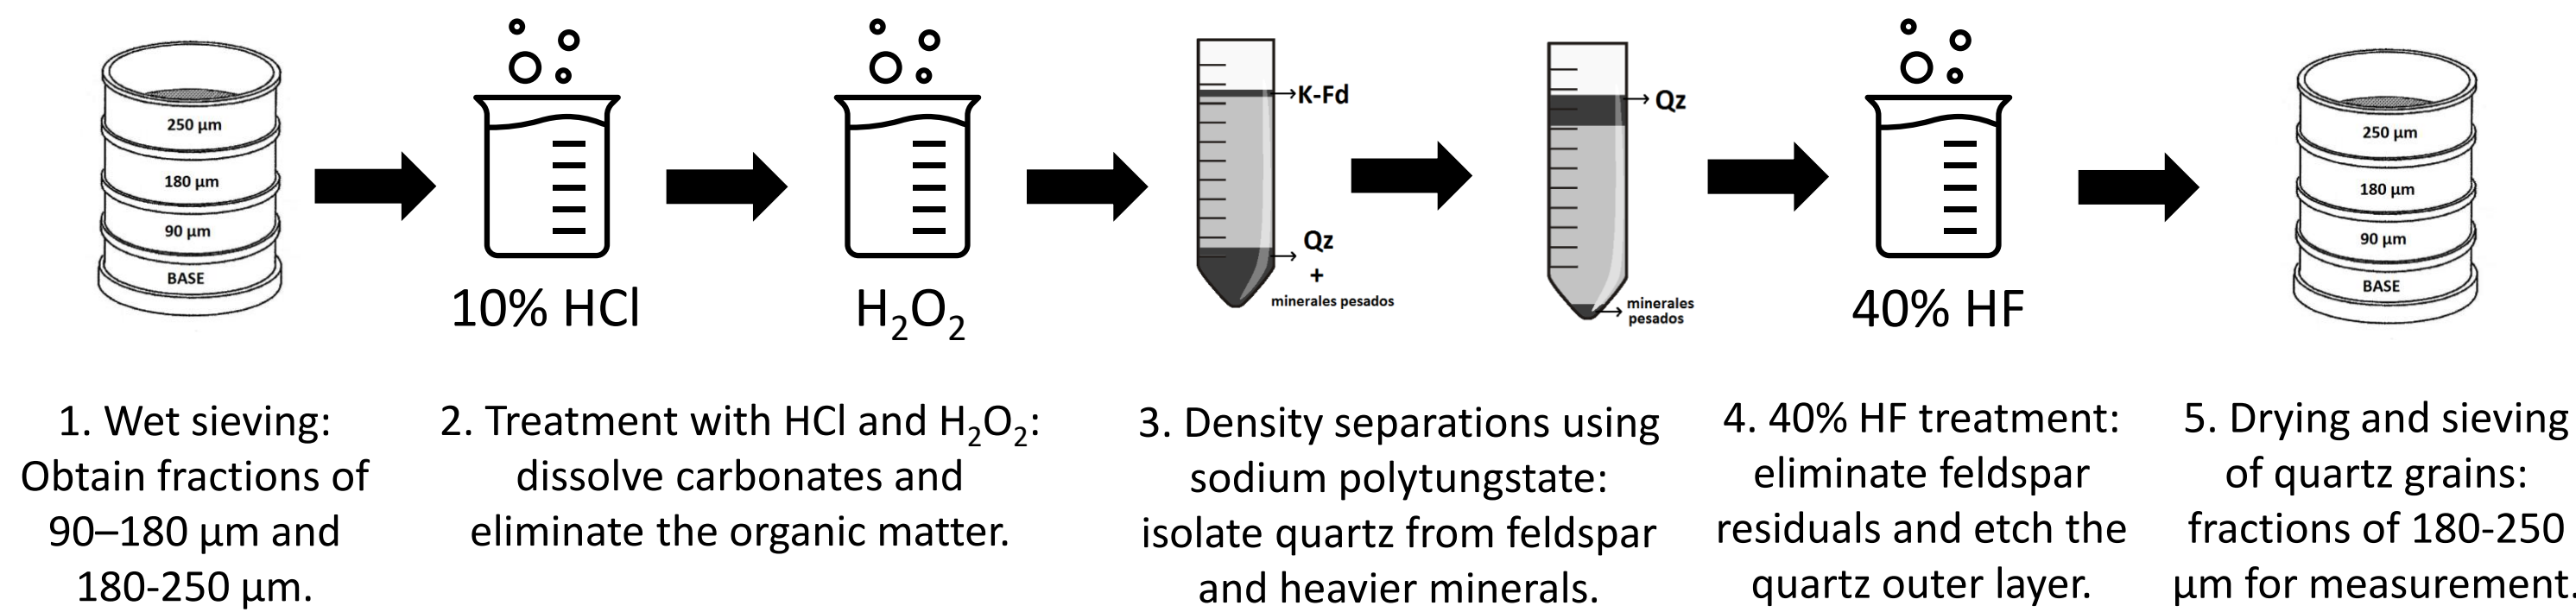 250 µm
180 µm
90 µm
BASE
10% HCl
H₂O₂
K-Fd
Qz
+
minerales pesados
Qz
minerales
pesados
40% HF
250 µm
180 µm
90 µm
BASE
1. Wet sieving:
Obtain fractions of
90–180 µm and
180-250 µm.
2. Treatment with HCl and H₂O₂:
dissolve carbonates and
eliminate the organic matter.
3. Density separations using
sodium polytungstate:
isolate quartz from feldspar
and heavier minerals.
4. 40% HF treatment:
eliminate feldspar
residuals and etch the
quartz outer layer.
5. Drying and sieving
of quartz grains:
fractions of 180-250
µm for measurement.